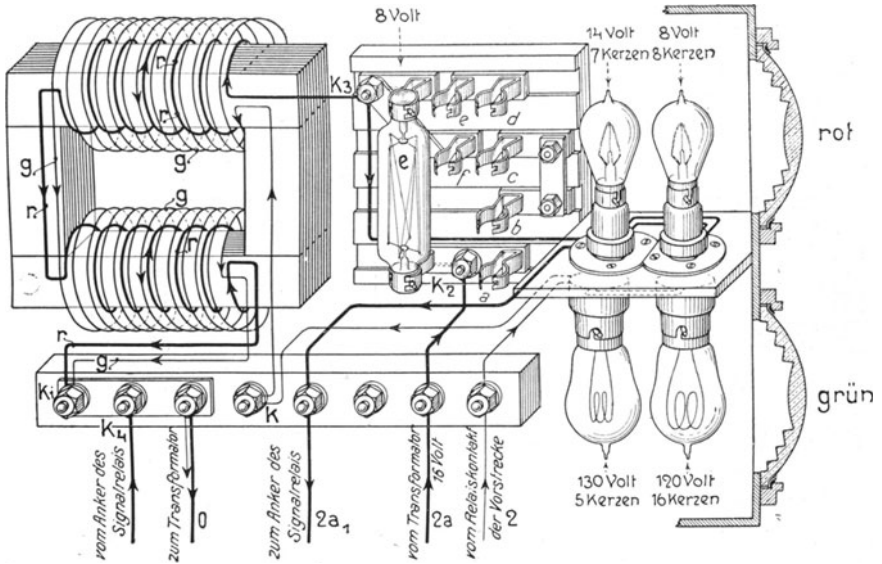 8 Volt
14 Volt
7 Kerzen
8 Volt
8 Kerzen
r
r
g
K3
e
d
rot
g
r
e
f
c
g
b
r
K2
a
r
g
Ki
K4
K
grün
130 Volt
5 Kerzen
120 Volt
16 Kerzen
vom Anker des
Signalrelais
zum Transformator
0
zum Anker des
Signalrelais
2a1
vom Transformator
16 Volt
2a
vom Relaiskontakt
der Vorstrecke
2